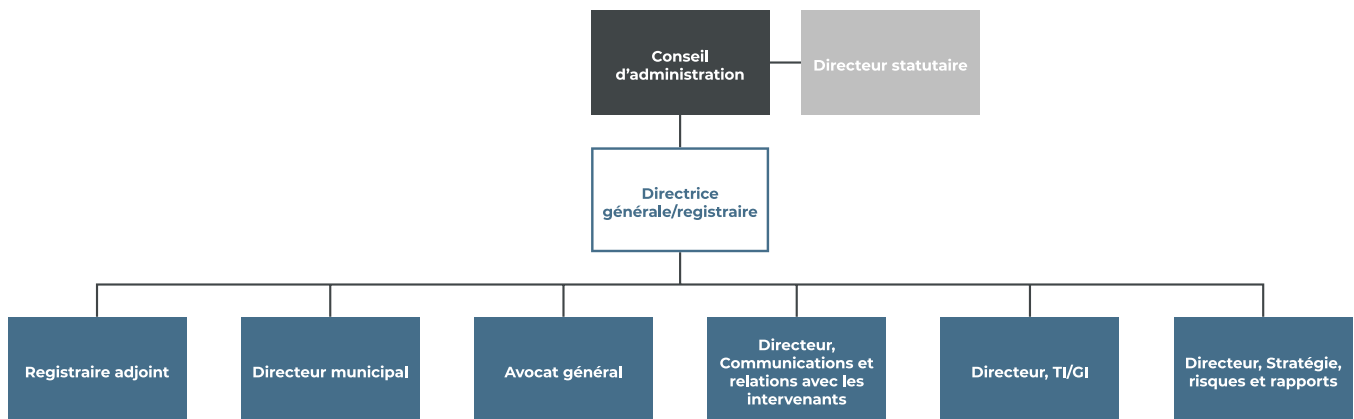 Conseil
d’administration
Directeur statutaire
Directrice
générale/registraire
Registraire adjoint
Directeur municipal
Avocat général
Directeur,
Communications et
relations avec les
intervenants
Directeur, TI/GI
Directeur, Stratégie,
risques et rapports